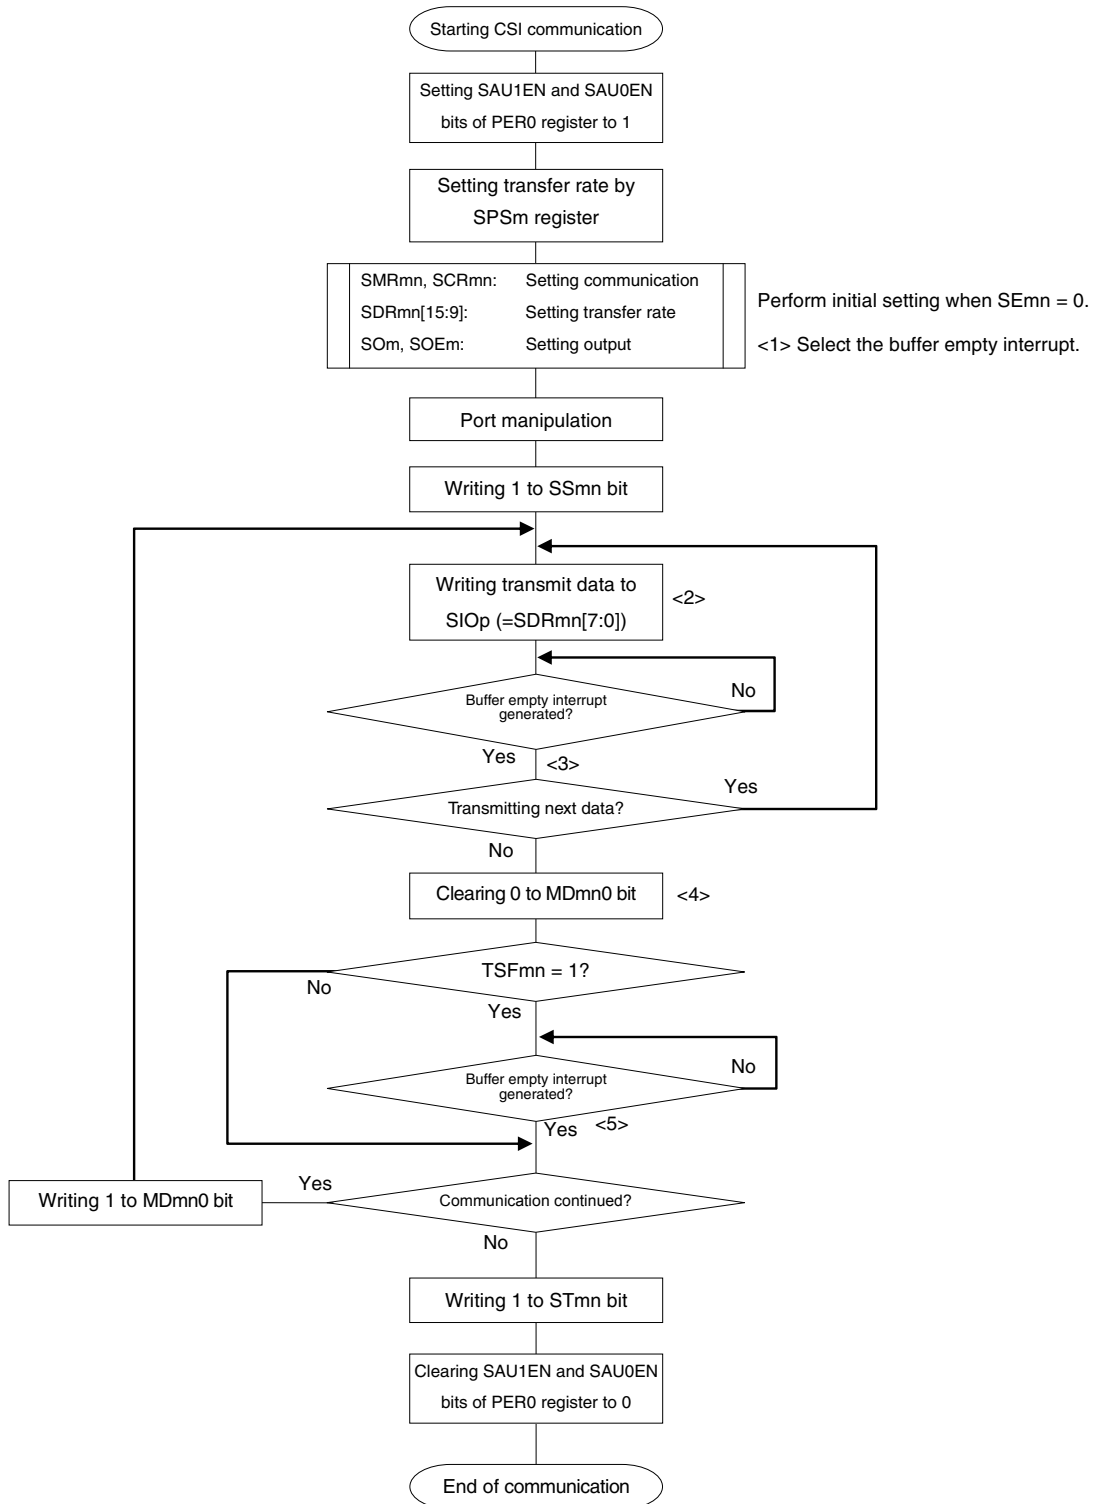 Starting CSI communication
Setting SAU1EN and SAU0EN
bits of PER0 register to 1
Setting transfer rate by
SPSm register
SMRmn, SCRmn: Setting communication
SDRmn[15:9]: Setting transfer rate
SOm, SOEm: Setting output
Perform initial setting when SEmn = 0.
<1> Select the buffer empty interrupt.
Port manipulation
Writing 1 to SSmn bit
Writing transmit data to
SIOp (=SDRmn[7:0])
<2>
Buffer empty interrupt
generated?
No
Yes
<3>
Transmitting next data?
Yes
No
Clearing 0 to MDmn0 bit
<4>
TSFmn = 1?
No
Yes
Buffer empty interrupt
generated?
No
Yes
<5>
Communication continued?
Yes
Writing 1 to MDmn0 bit
No
Writing 1 to STmn bit
Clearing SAU1EN and SAU0EN
bits of PER0 register to 0
End of communication